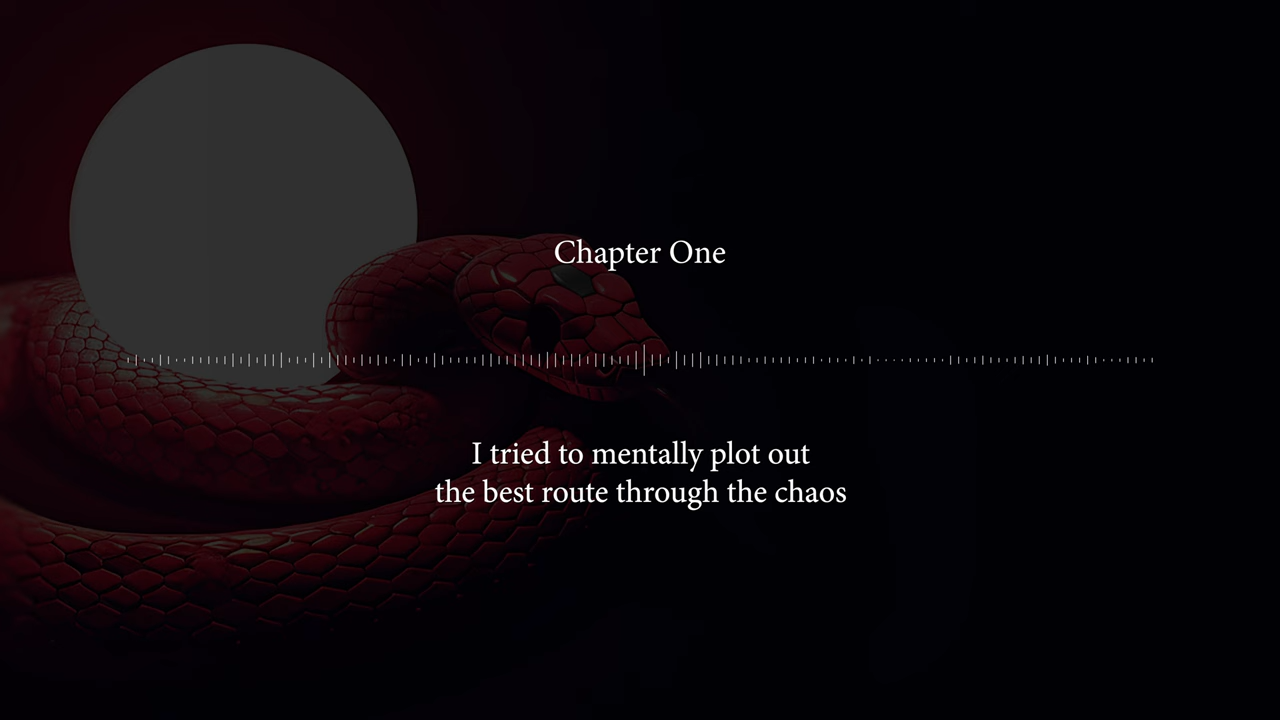 Chapter One
I tried to mentally plot out
the best route through the chaos